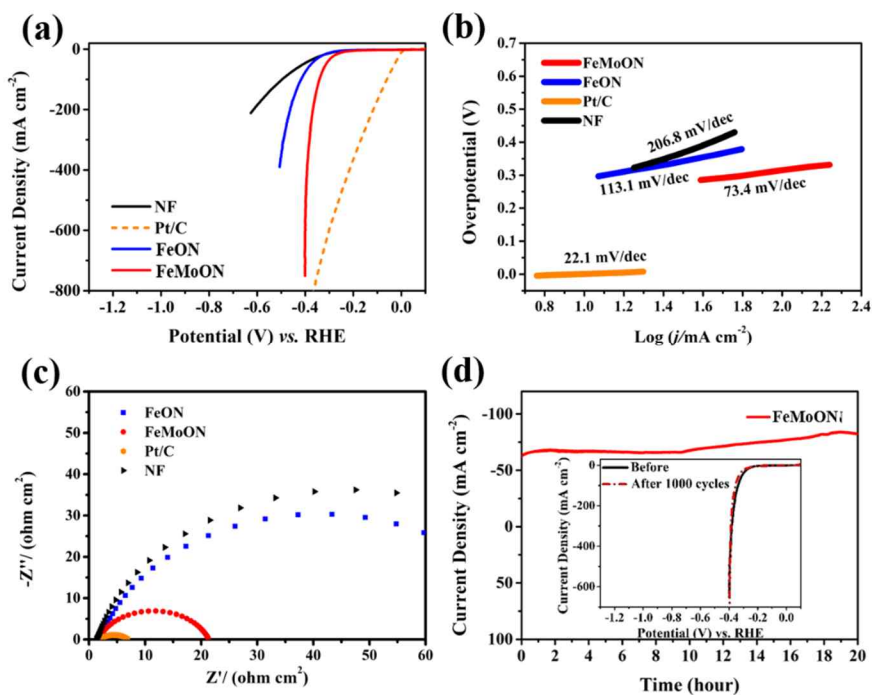 (a)
0
-200
-400
-600
-800
Current Density (mA cm-2)
NF
Pt/C
FeON
FeMoON
-1.2 -1.0 -0.8 -0.6 -0.4 -0.2 0.0
Potential (V) vs. RHE
(b)
0.7
0.6
0.5
0.4
0.3
0.2
0.1
0.0
Overpotential (V)
FeMoON
FeON
Pt/C
NF
206.8 mV/dec
113.1 mV/dec
73.4 mV/dec
22.1 mV/dec
0.8 1.0 1.2 1.4 1.6 1.8 2.0 2.2 2.4
Log (j/mA cm-2)
(c)
60
50
40
30
20
10
0
-Z''/ (ohm cm2)
FeON
FeMoON
Pt/C
NF
0 10 20 30 40 50 60
Z'/ (ohm cm2)
(d)
-100
-50
0
50
100
Current Density (mA cm-2)
FeMoON
0
-200
-400
-600
Current Density (mA cm-2)
Before
After 1000 cycles
-1.2 -1.0 -0.8 -0.6 -0.4 -0.2 0.0
Potential (V) vs. RHE
0 2 4 6 8 10 12 14 16 18 20
Time (hour)